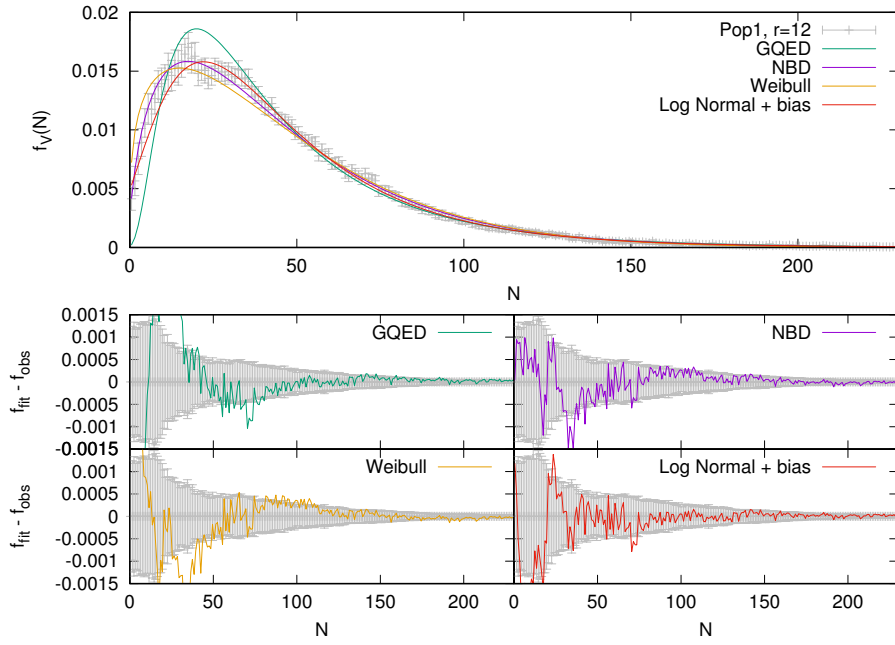 0.02
0.015
0.01
0.005
0
f_V(N)
0 50 100 150 200
N
Pop1, r=12
GQED
NBD
Weibull
Log Normal + bias
0.0015
0.001
0.0005
0
-0.0005
-0.001
-0.0015
f_fit - f_obs
GQED
NBD
0.001
0.0005
0
-0.0005
-0.001
-0.0015
f_fit - f_obs
Weibull
Log Normal + bias
0 50 100 150 200
N
0 50 100 150 200
N